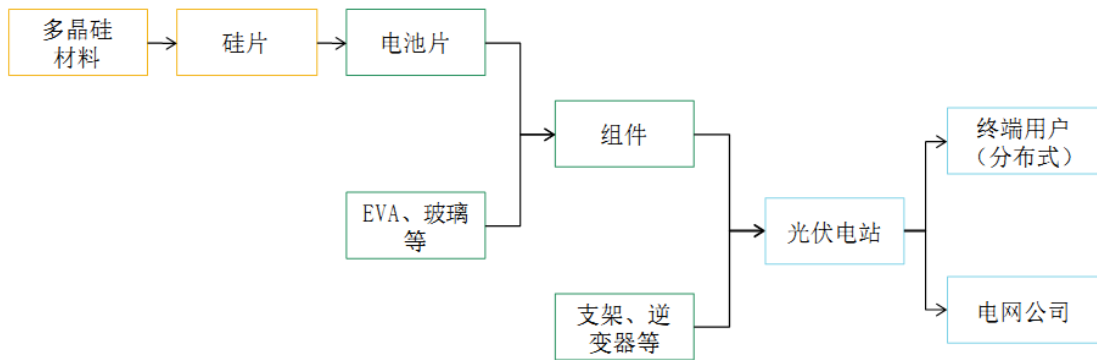 多晶硅
材料
硅片
电池片
EVA、玻璃
等
组件
支架、逆
变器等
光伏电站
终端用户
（分布式）
电网公司